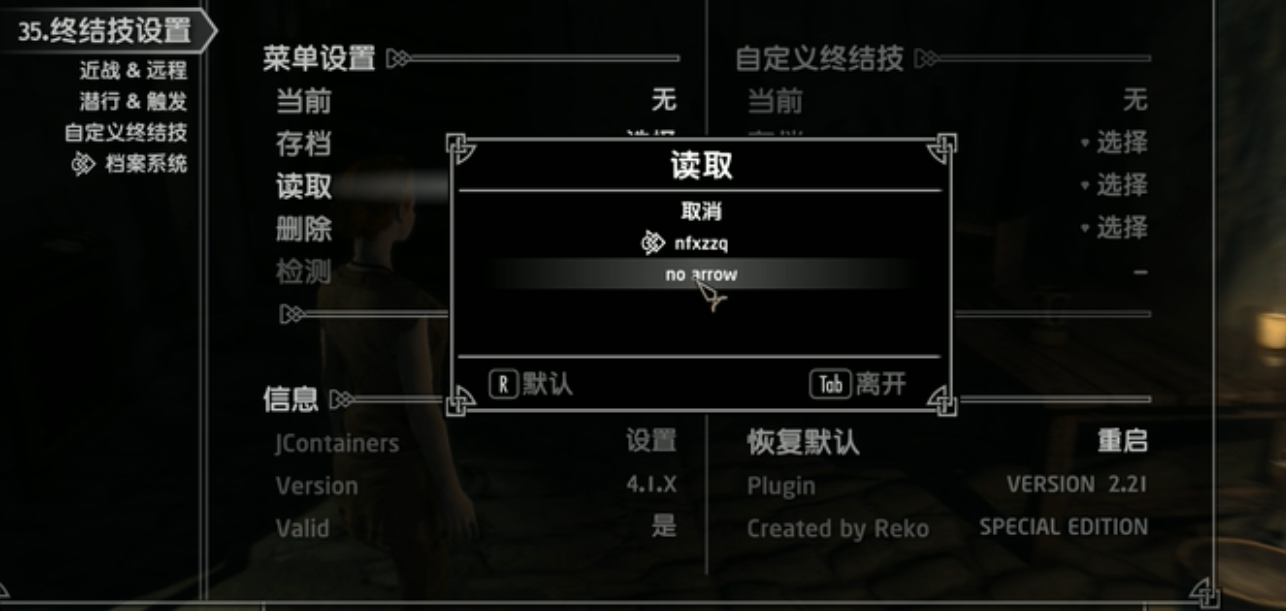 35.终结技设置
近战 & 远程
潜行 & 触发
自定义终结技
档案系统
菜单设置
当前 无
存档 选择
读取
删除
检测
信息
JContainers 设置
Version 4.1.X
Valid 是
自定义终结技
当前 无
存档 选择
选择
选择
–
恢复默认 重启
Plugin VERSION 2.21
Created by Reko SPECIAL EDITION
读取
取消
nfxzzq
no arrow
R 默认
Tab 离开